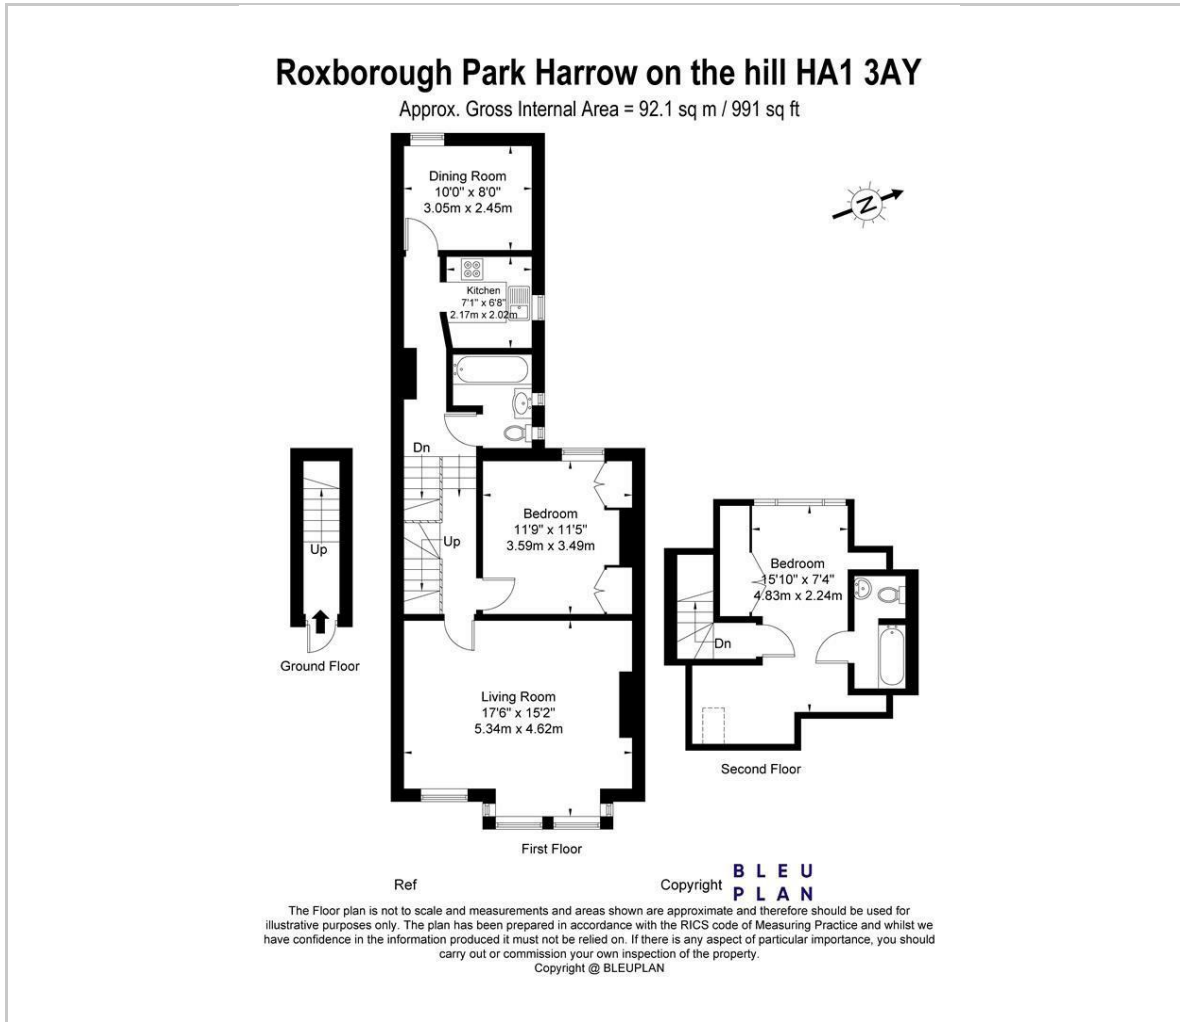 Roxborough Park Harrow on the hill HA1 3AY
Approx. Gross Internal Area = 92.1 sq m / 991 sq ft
Dining Room
10'0" x 8'0"
3.05m x 2.45m
N
Kitchen
7'1" x 6'8"
2.17m x 2.02m
Dn
Up
Bedroom
11'9" x 11'5"
3.59m x 3.49m
Up
Ground Floor
Living Room
17'6" x 15'2"
5.34m x 4.62m
First Floor
Bedroom
15'10" x 7'4"
4.83m x 2.24m
Dn
Second Floor
Ref
Copyright
BLEU
PLAN
The Floor plan is not to scale and measurements and areas shown are approximate and therefore should be used for
illustrative purposes only. The plan has been prepared in accordance with the RICS code of Measuring Practice and whilst we
have confidence in the information produced it must not be relied on. If there is any aspect of particular importance, you should
carry out or commission your own inspection of the property.
Copyright @ BLEUPLAN